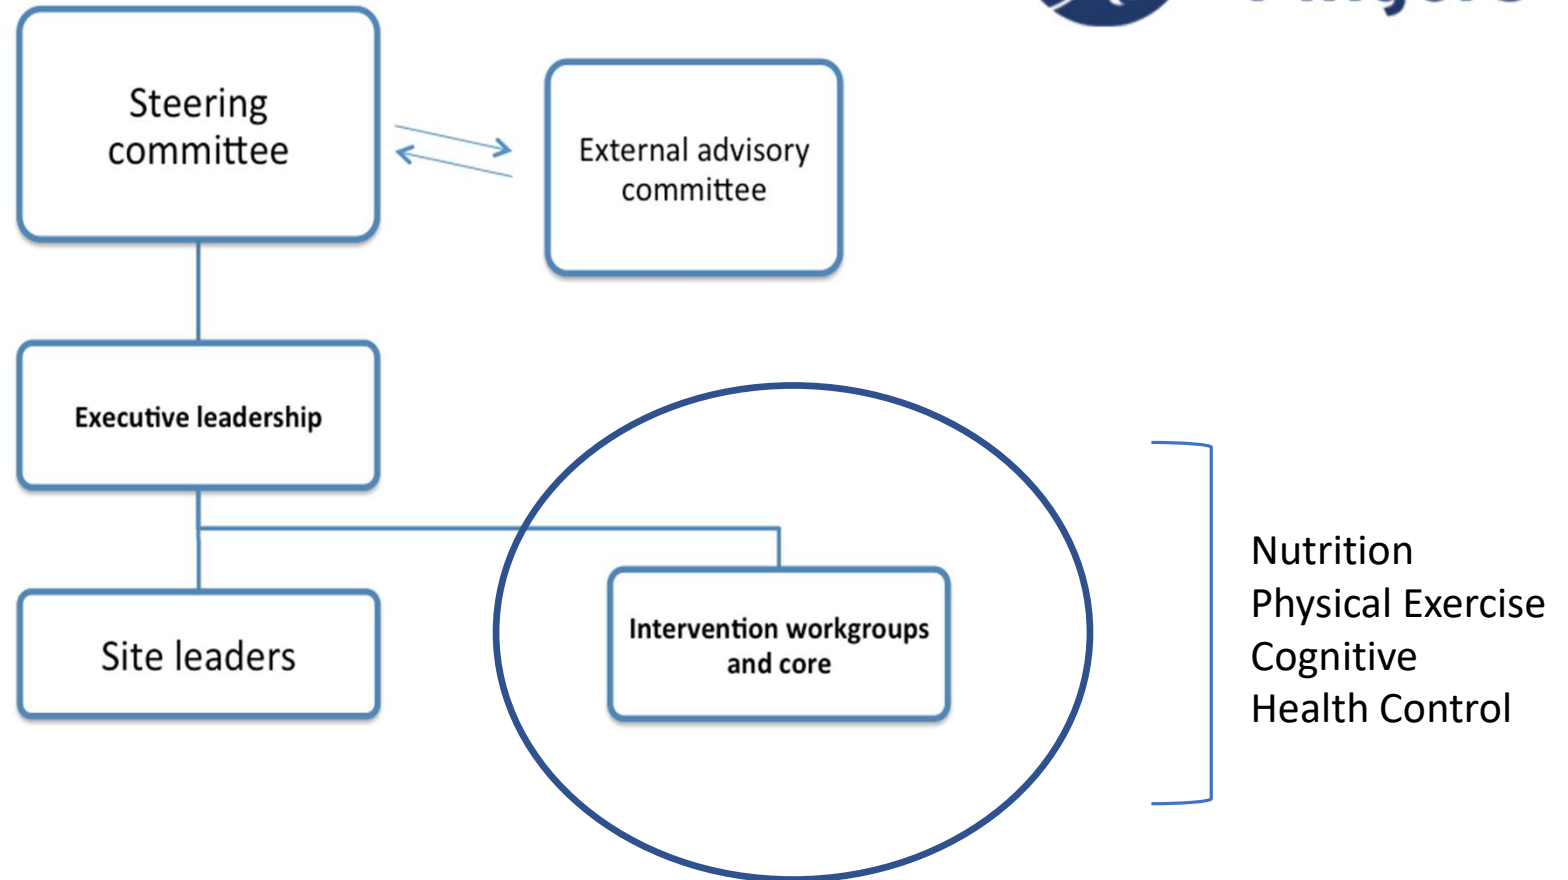 Steering
committee
External advisory
committee
Executive leadership
Site leaders
Intervention workgroups
and core
Nutrition
Physical Exercise
Cognitive
Health Control